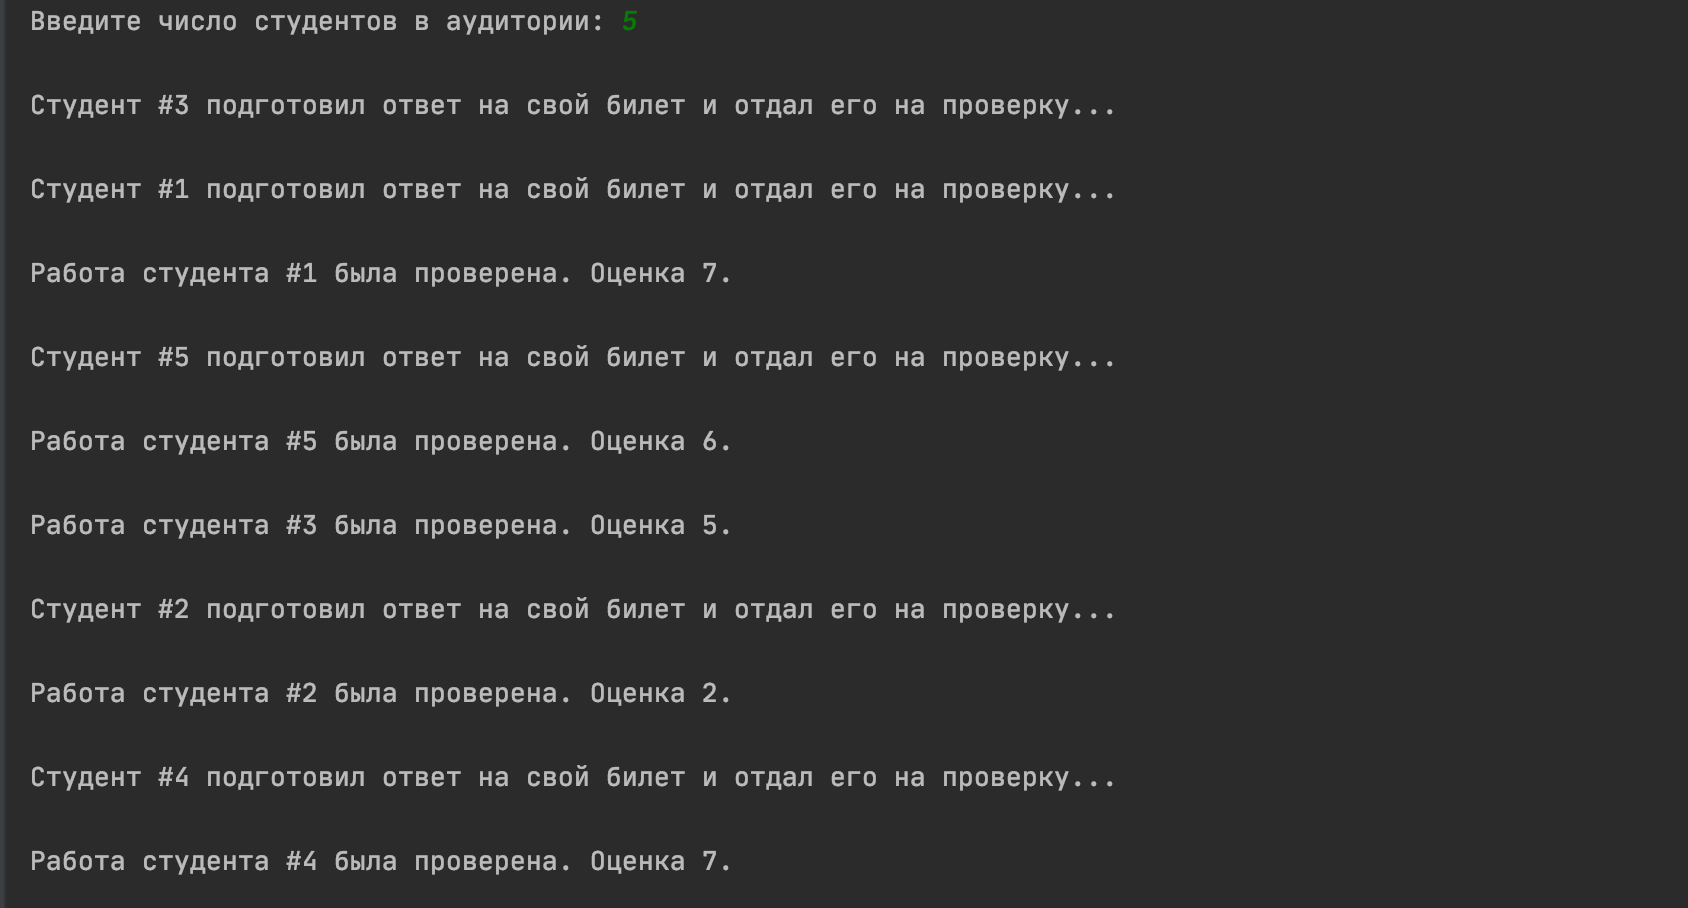 Введите число студентов в аудитории: 5
Студент #3 подготовил ответ на свой билет и отдал его на проверку...
Студент #1 подготовил ответ на свой билет и отдал его на проверку...
Работа студента #1 была проверена. Оценка 7.
Студент #5 подготовил ответ на свой билет и отдал его на проверку...
Работа студента #5 была проверена. Оценка 6.
Работа студента #3 была проверена. Оценка 5.
Студент #2 подготовил ответ на свой билет и отдал его на проверку...
Работа студента #2 была проверена. Оценка 2.
Студент #4 подготовил ответ на свой билет и отдал его на проверку...
Работа студента #4 была проверена. Оценка 7.